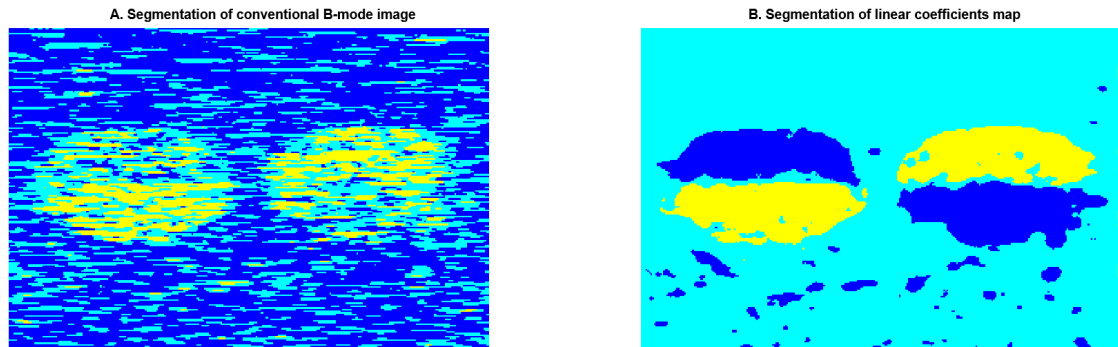 A. Segmentation of conventional B-mode image
B. Segmentation of linear coefficients map